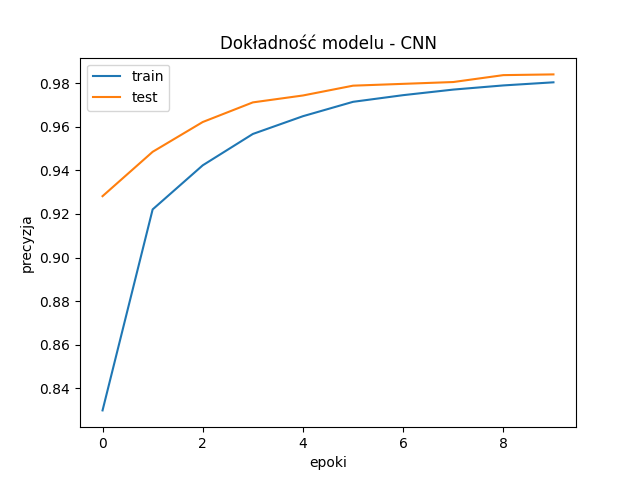 Dokładność modelu - CNN
train
test
precyzja
0.98
0.96
0.94
0.92
0.90
0.88
0.86
0.84
0 2 4 6 8
epoki